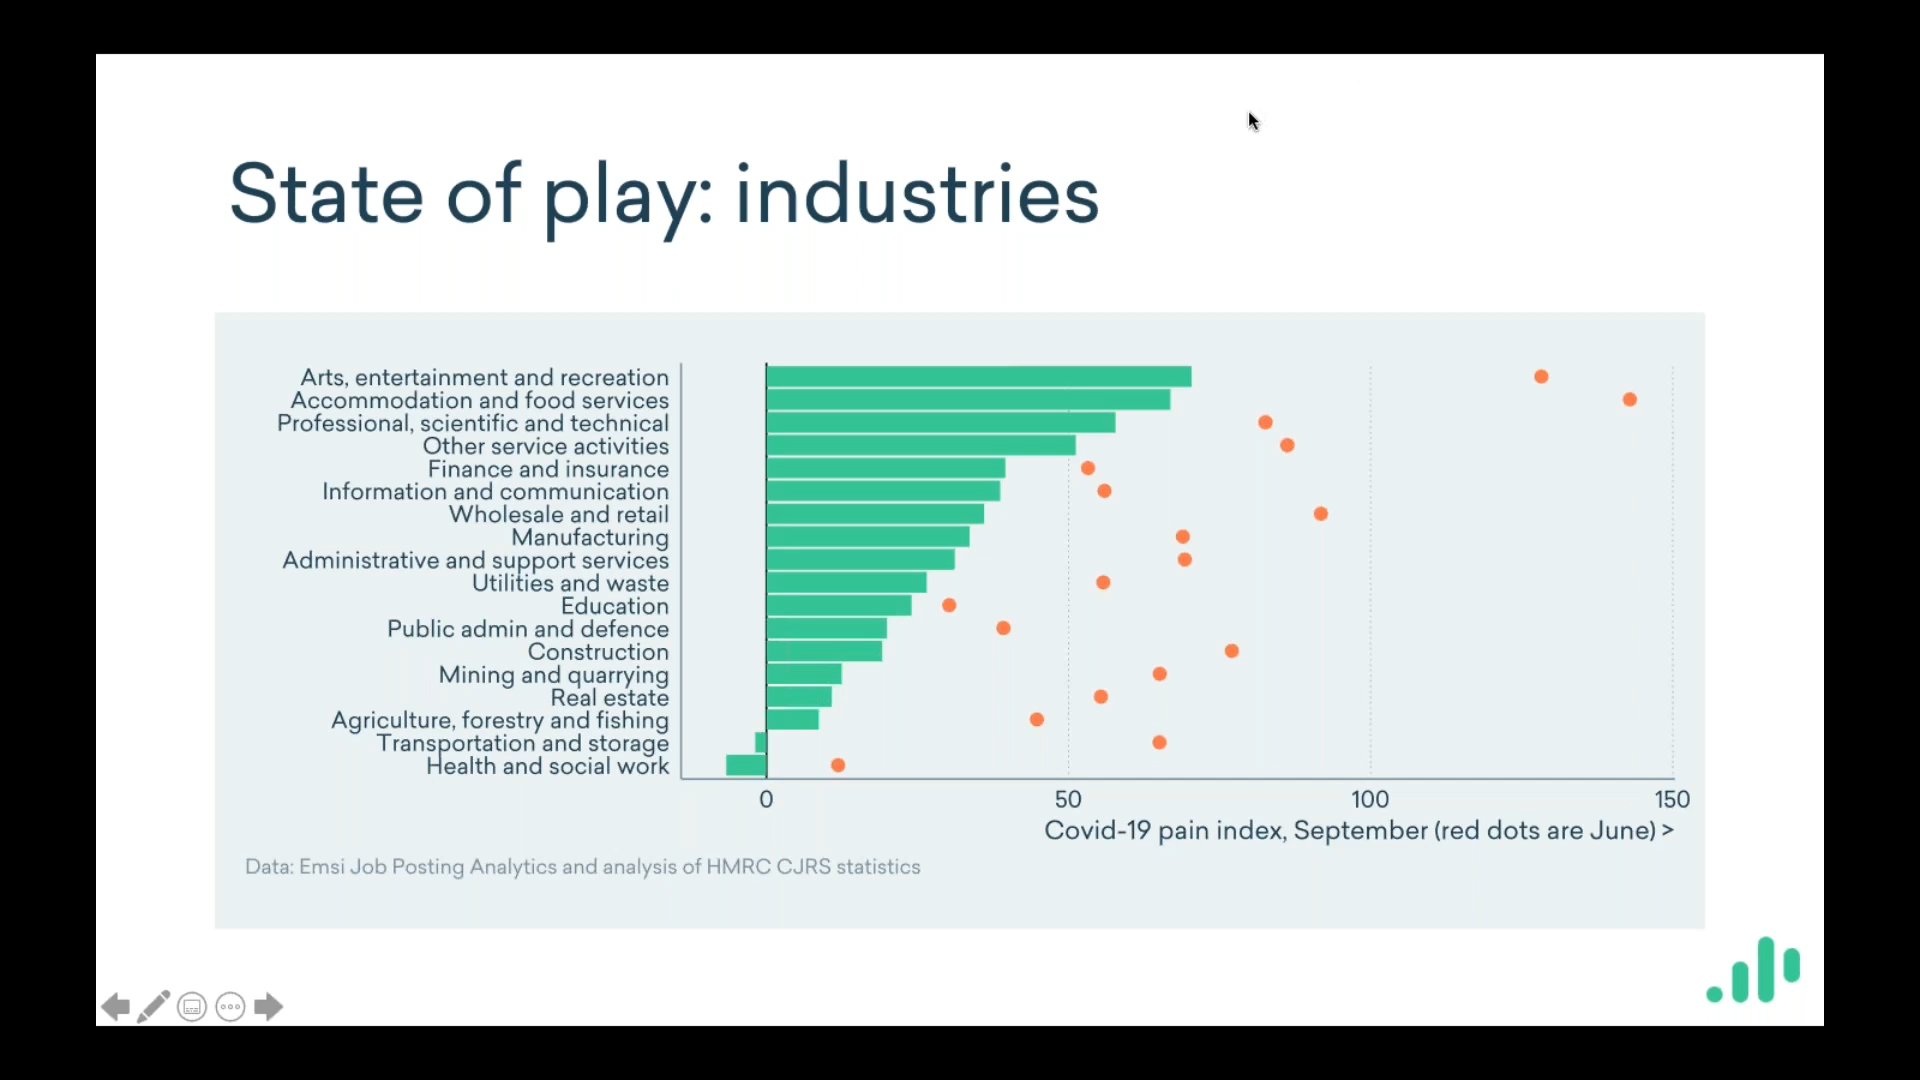 State of play: industries
Arts, entertainment and recreation
Accommodation and food services
Professional, scientific and technical
Other service activities
Finance and insurance
Information and communication
Wholesale and retail
Manufacturing
Administrative and support services
Utilities and waste
Education
Public admin and defence
Construction
Mining and quarrying
Real estate
Agriculture, forestry and fishing
Transportation and storage
Health and social work
0 50 100 150
Covid-19 pain index, September (red dots are June) >
Data: Emsi Job Posting Analytics and analysis of HMRC CJRS statistics